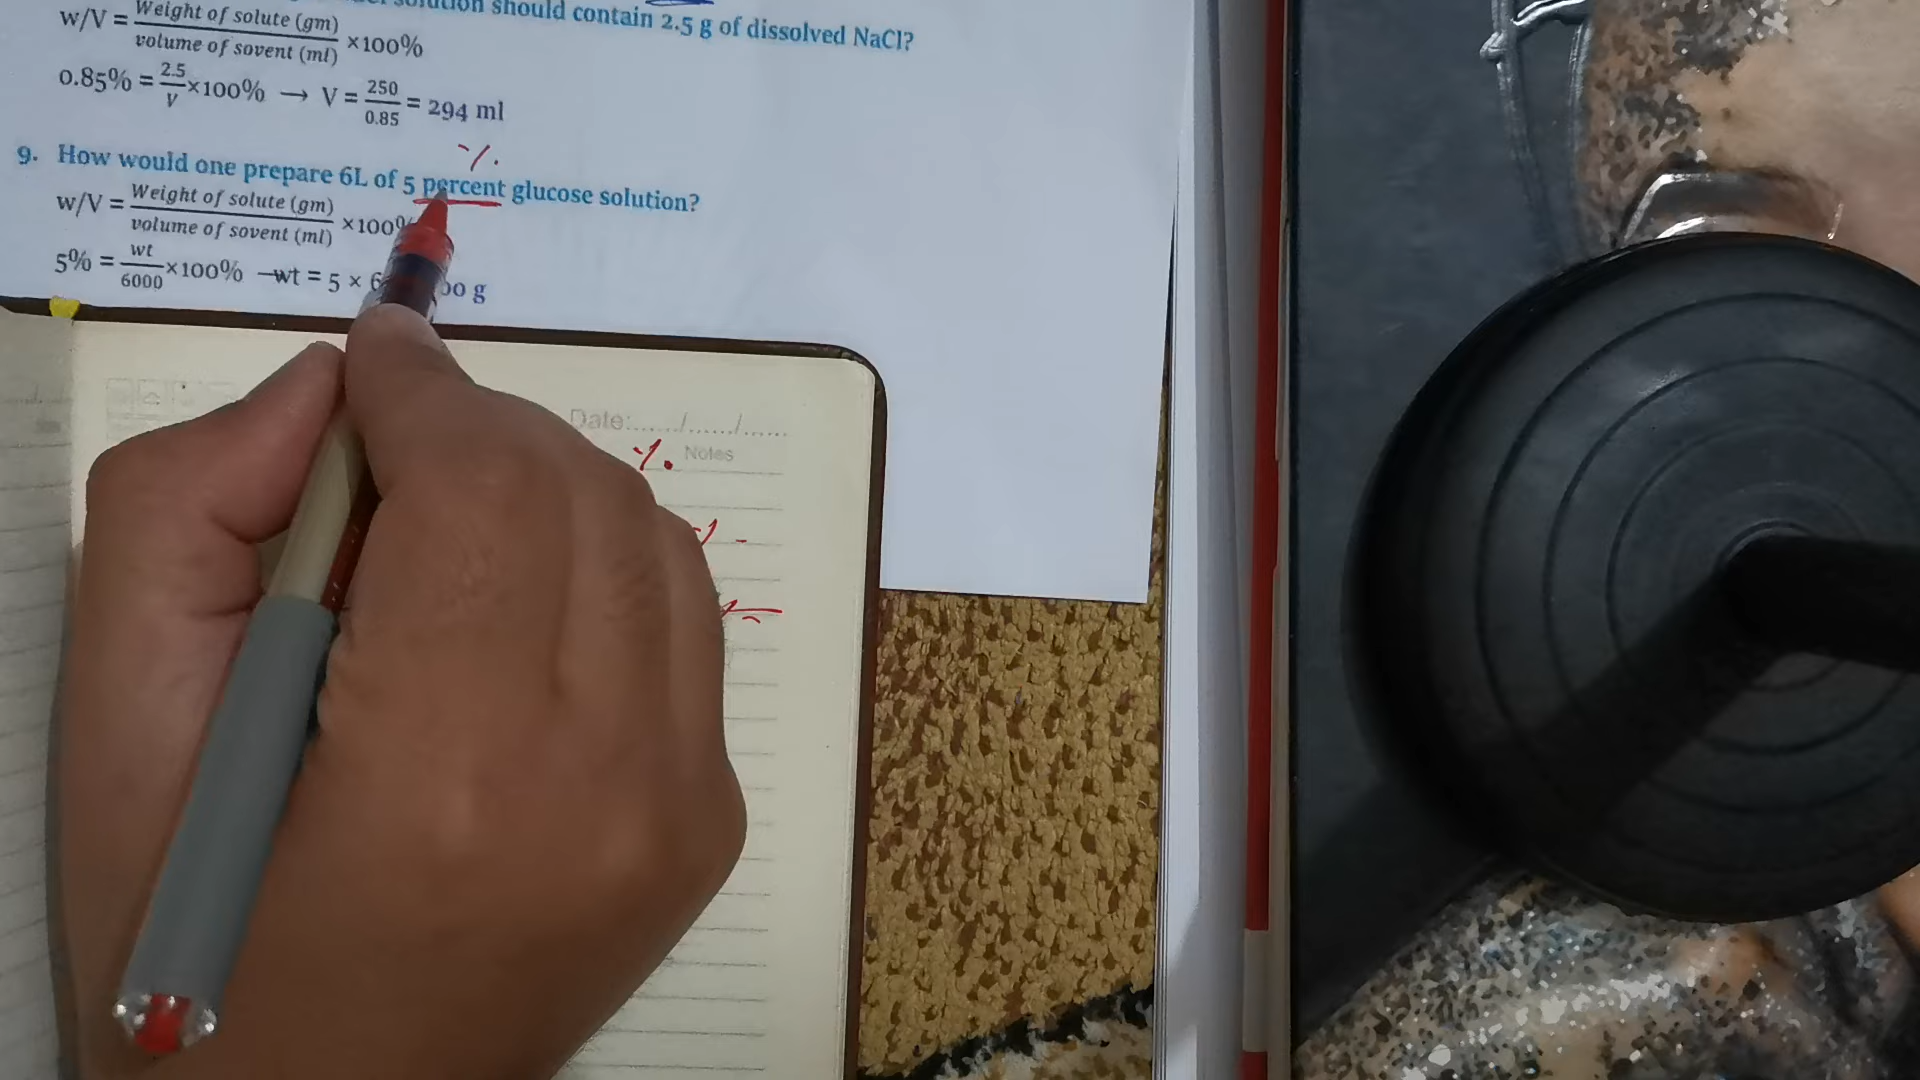 solution should contain 2.5 g of dissolved NaCl?
w/V = Weight of solute (gm) / volume of sovent (ml) ×100%
0.85% = 2.5 / V ×100% → V = 250 / 0.85 = 294 ml
%
9. How would one prepare 6L of 5 percent glucose solution?
w/V = Weight of solute (gm) / volume of sovent (ml) ×100%
5% = wt / 6000 ×100% →wt = 5 × 6 00 g
Date:....../....../......
%
Notes